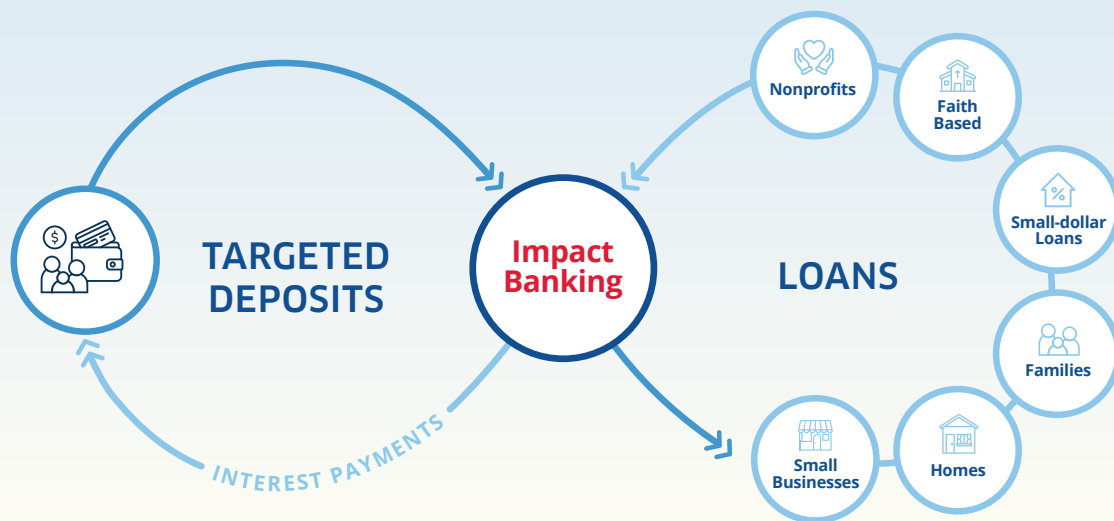 TARGETED
DEPOSITS
INTEREST PAYMENTS
Impact
Banking
LOANS
Nonprofits
Faith
Based
Small-dollar
Loans
Families
Homes
Small
Businesses